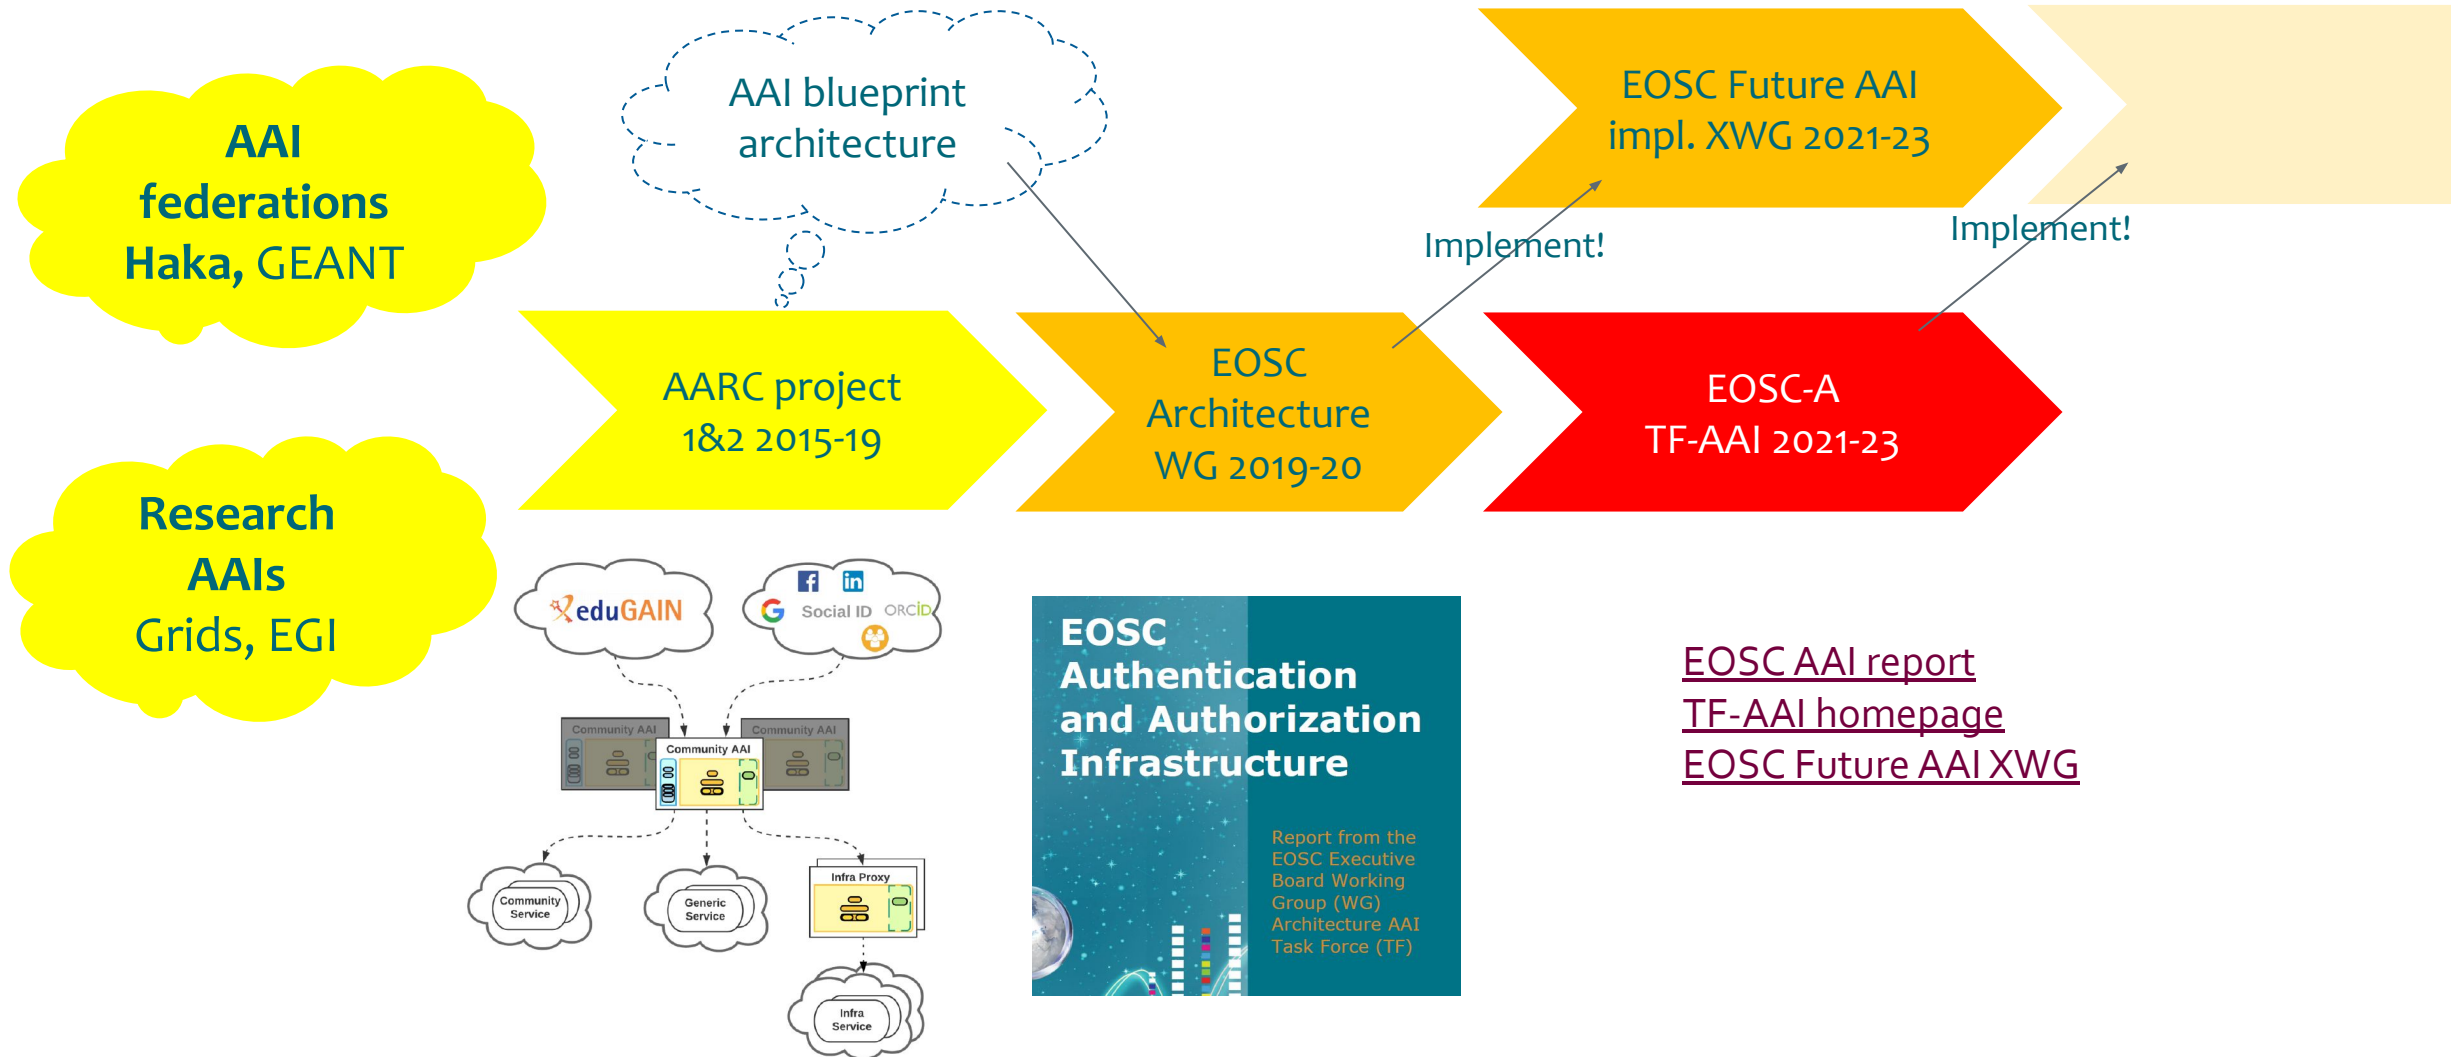 AAI
federations
Haka, GEANT
AAI blueprint
architecture
EOSC Future AAI
impl. XWG 2021-23
Implement!
Implement!
AARC project
1&2 2015-19
EOSC
Architecture
WG 2019-20
EOSC-A
TF-AAI 2021-23
Research
AAIs
Grids, EGI
eduGAIN
f
in
G
Social ID
ORCID
Community AAI
Community AAI
Community AAI
Community
Service
Generic
Service
Infra Proxy
Infra
Service
EOSC
Authentication
and Authorization
Infrastructure
Report from the
EOSC Executive
Board Working
Group (WG)
Architecture AAI
Task Force (TF)
EOSC AAI report
TF-AAI homepage
EOSC Future AAI XWG